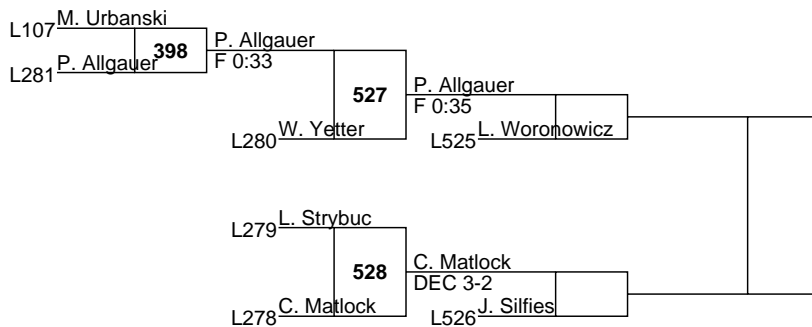 L107 M. Urbanski
398
P. Allgauer
F 0:33
L281 P. Allgauer
527
P. Allgauer
F 0:35
L280 W. Yetter
L525 L. Woronowicz
L279 L. Strybuc
528
C. Matlock
DEC 3-2
L278 C. Matlock
L526 J. Silfies